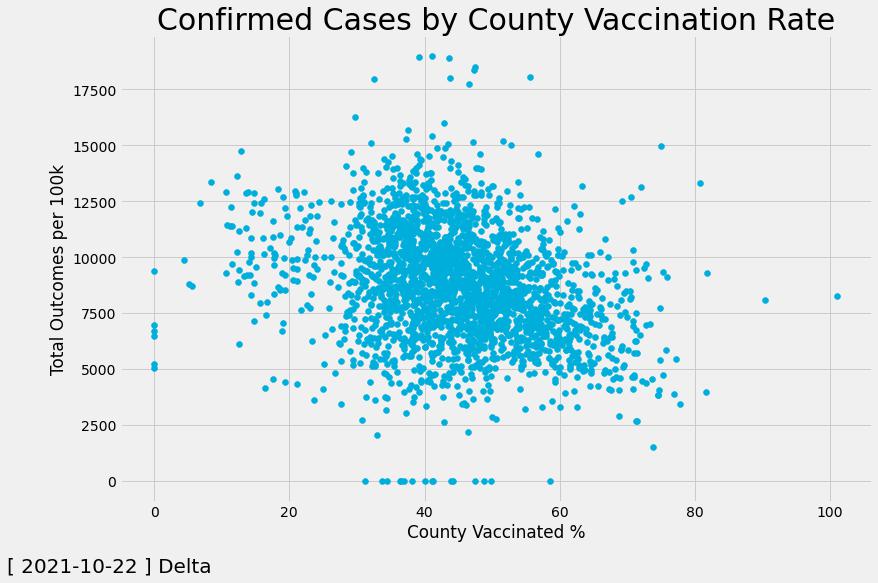 Confirmed Cases by County Vaccination Rate
Total Outcomes per 100k
17500
15000
12500
10000
7500
5000
2500
0
0 20 40 60 80 100
County Vaccinated %
[ 2021-10-22 ] Delta